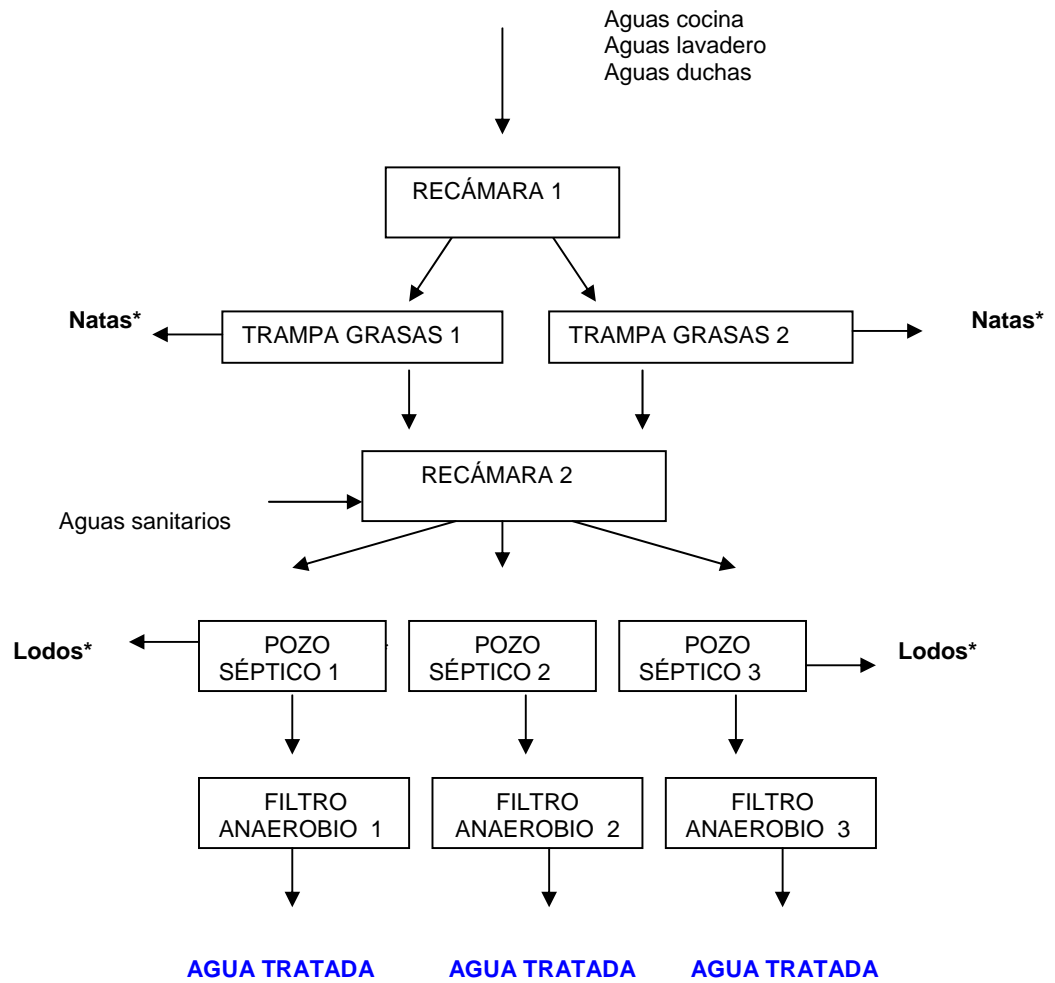 Aguas cocina
Aguas lavadero
Aguas duchas
RECÁMARA 1
Natas*
TRAMPA GRASAS 1
TRAMPA GRASAS 2
Natas*
RECÁMARA 2
Aguas sanitarios
Lodos*
POZO
SÉPTICO 1
POZO
SÉPTICO 2
POZO
SÉPTICO 3
Lodos*
FILTRO
ANAEROBIO 1
FILTRO
ANAEROBIO 2
FILTRO
ANAEROBIO 3
AGUA TRATADA
AGUA TRATADA
AGUA TRATADA